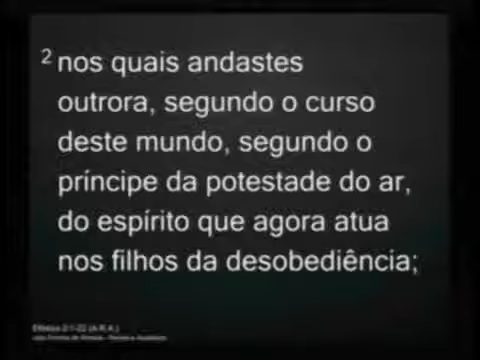 2 nos quais andastes
outrora, segundo o curso
deste mundo, segundo o
príncipe da potestade do ar,
do espírito que agora atua
nos filhos da desobediência;
Efésios 2:1-22 (A.R.A.)